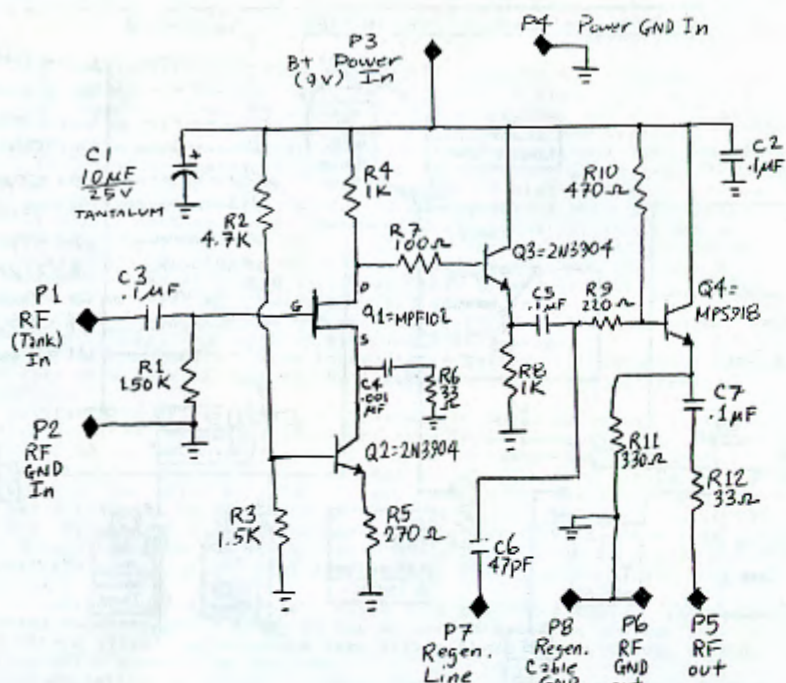 P4 Power GND In
P3
B+ Power
(9v) In
C1
10µF
25V
TANTALUM
R2
4.7K
R4
1K
R7
100Ω
Q3=2N3904
R10
470Ω
C2
.1µF
P1
RF
(Tank)
In
C3
.1µF
G
D
S
Q1=MPF102
C5
.1µF
R9
220Ω
Q4=
MPS918
R1
150K
C4
.001
µF
R6
33
Ω
R8
1K
P2
RF
GND
In
Q2=2N3904
R11
330Ω
C7
.1µF
R12
33Ω
R3
1.5K
R5
270Ω
C6
47pF
P7
Regen.
Line
P8
Regen.
Cable
GND
P6
RF
GND
out
P5
RF
out